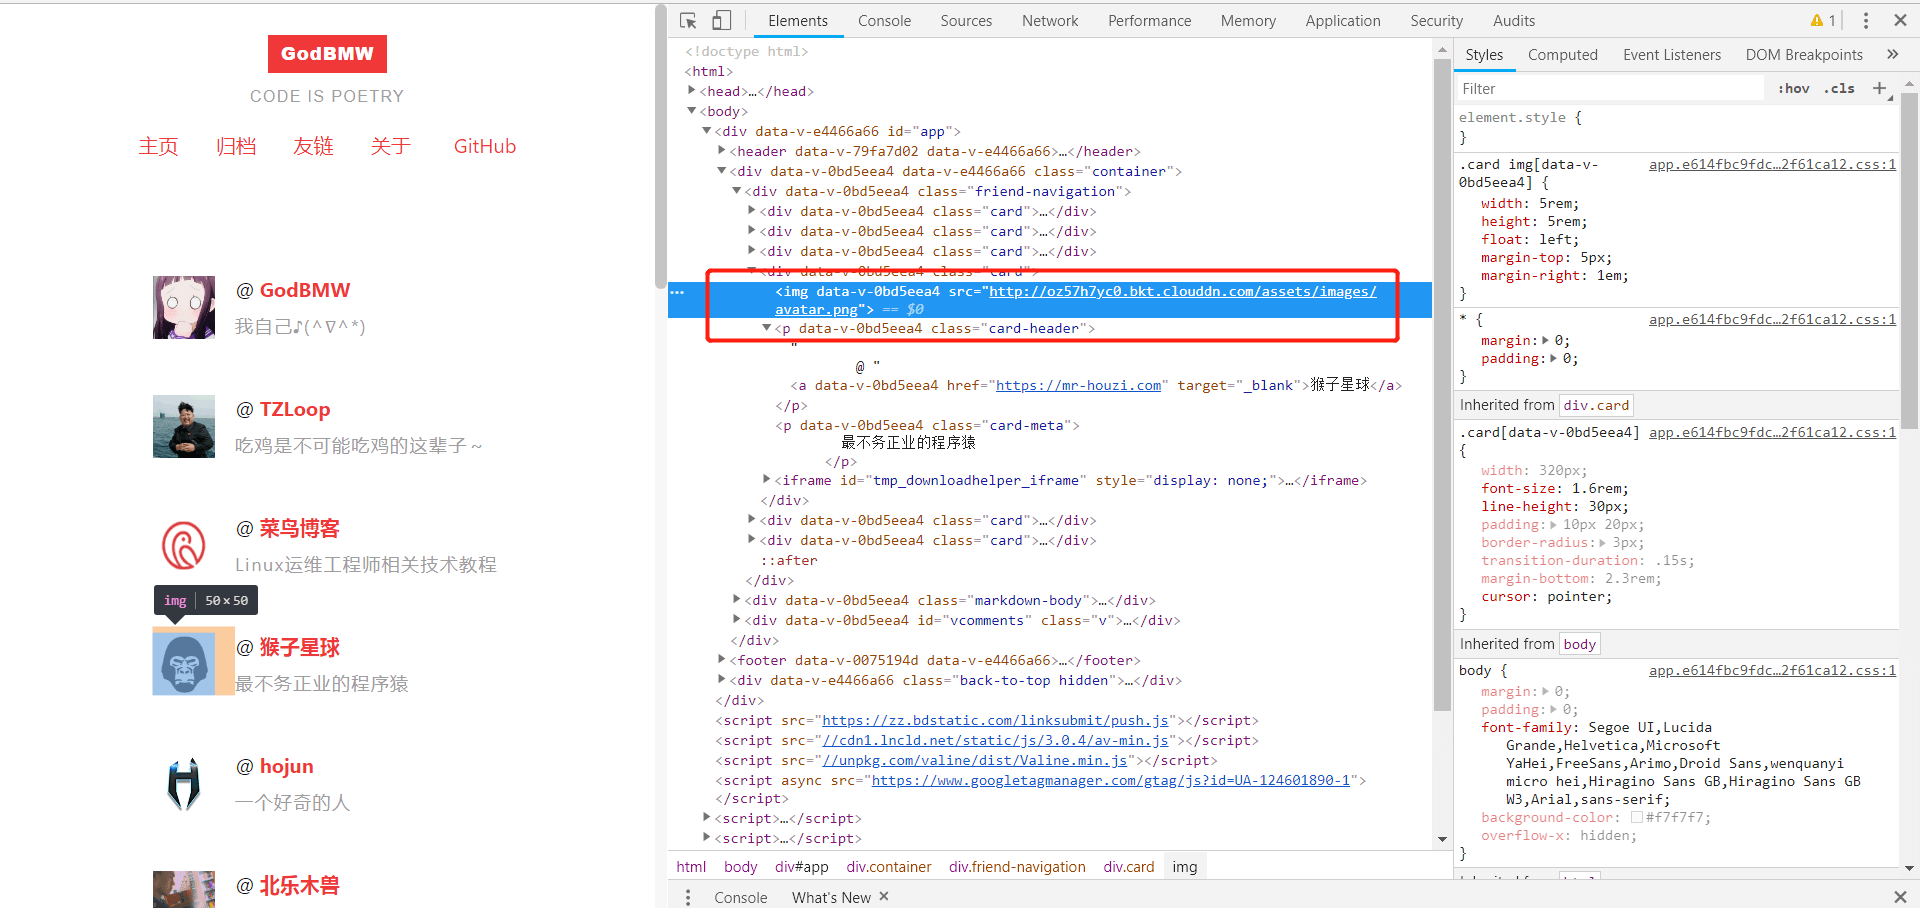 GodBMW
CODE IS POETRY
主页 归档 友链 关于 GitHub
@ GodBMW
我自己♪(^∇^*)
@ TZLoop
吃鸡是不可能吃鸡的这辈子～
@ 菜鸟博客
Linux运维工程师相关技术教程
img 50×50
@ 猴子星球
最不务正业的程序猿
@ hojun
一个好奇的人
@ 北乐木兽
Elements Console Sources Network Performance Memory Application Security Audits 1
<!doctype html>
<html>
<head>…</head>
<body>
<div data-v-e4466a66 id="app">
<header data-v-79fa7d02 data-v-e4466a66>…</header>
<div data-v-0bd5eea4 data-v-e4466a66 class="container">
<div data-v-0bd5eea4 class="friend-navigation">
<div data-v-0bd5eea4 class="card">…</div>
<div data-v-0bd5eea4 class="card">…</div>
<div data-v-0bd5eea4 class="card">…</div>
<div data-v-0bd5eea4 class="card">
<img data-v-0bd5eea4 src="http://oz57h7yc0.bkt.clouddn.com/assets/images/
avatar.png"> == $0
<p data-v-0bd5eea4 class="card-header">
"
@ "
<a data-v-0bd5eea4 href="https://mr-houzi.com" target="_blank">猴子星球</a>
</p>
<p data-v-0bd5eea4 class="card-meta">
最不务正业的程序猿
</p>
<iframe id="tmp_downloadhelper_iframe" style="display: none;">…</iframe>
</div>
<div data-v-0bd5eea4 class="card">…</div>
<div data-v-0bd5eea4 class="card">…</div>
::after
</div>
<div data-v-0bd5eea4 class="markdown-body">…</div>
<div data-v-0bd5eea4 id="vcomments" class="v">…</div>
</div>
<footer data-v-0075194d data-v-e4466a66>…</footer>
<div data-v-e4466a66 class="back-to-top hidden">…</div>
</div>
<script src="https://zz.bdstatic.com/linksubmit/push.js"></script>
<script src="//cdn1.lncld.net/static/js/3.0.4/av-min.js"></script>
<script src="//unpkg.com/valine/dist/Valine.min.js"></script>
<script async src="https://www.googletagmanager.com/gtag/js?id=UA-124601890-1">
</script>
<script>…</script>
<script>…</script>
html body div#app div.container div.friend-navigation div.card img
Console What's New ×
Styles Computed Event Listeners DOM Breakpoints »
Filter :hov .cls +
element.style {
}
.card img[data-v- app.e614fbc9fdc…2f61ca12.css:1
0bd5eea4] {
width: 5rem;
height: 5rem;
float: left;
margin-top: 5px;
margin-right: 1em;
}
* { app.e614fbc9fdc…2f61ca12.css:1
margin: 0;
padding: 0;
}
Inherited from div.card
.card[data-v-0bd5eea4] app.e614fbc9fdc…2f61ca12.css:1
{
width: 320px;
font-size: 1.6rem;
line-height: 30px;
padding: 10px 20px;
border-radius: 3px;
transition-duration: .15s;
margin-bottom: 2.3rem;
cursor: pointer;
}
Inherited from body
body { app.e614fbc9fdc…2f61ca12.css:1
margin: 0;
padding: 0;
font-family: Segoe UI,Lucida
Grande,Helvetica,Microsoft
YaHei,FreeSans,Arimo,Droid Sans,wenquanyi
micro hei,Hiragino Sans GB,Hiragino Sans GB
W3,Arial,sans-serif;
background-color: #f7f7f7;
overflow-x: hidden;
}